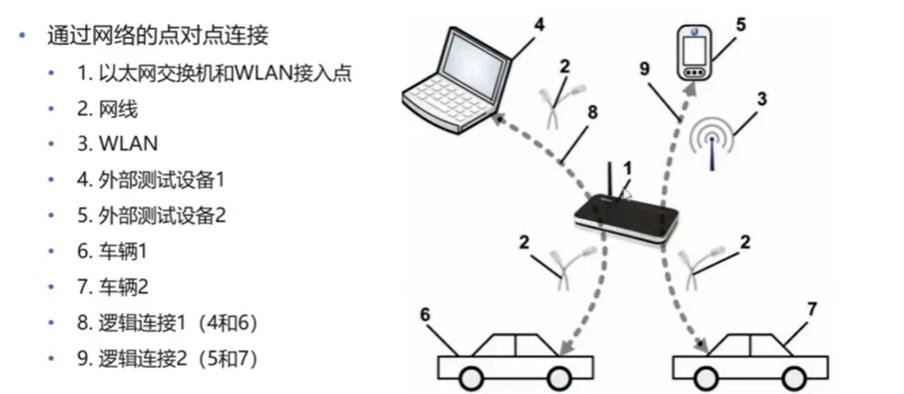 通过网络的点对点连接
1. 以太网交换机和WLAN接入点
2. 网线
3. WLAN
4. 外部测试设备1
5. 外部测试设备2
6. 车辆1
7. 车辆2
8. 逻辑连接1（4和6）
9. 逻辑连接2（5和7）
4
5
2
9
3
8
1
2
2
6
7